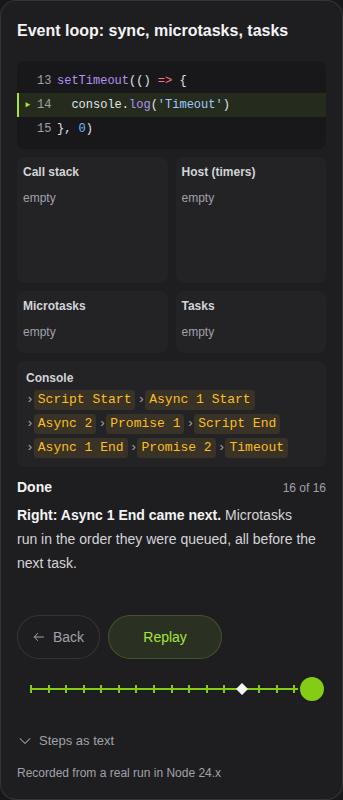 Event loop: sync, microtasks, tasks
13 setTimeout(() => {
▸ 14 console.log('Timeout')
15 }, 0)
Call stack
empty
Host (timers)
empty
Microtasks
empty
Tasks
empty
Console
› Script Start › Async 1 Start
› Async 2 › Promise 1 › Script End
› Async 1 End › Promise 2 › Timeout
Done 16 of 16
Right: Async 1 End came next. Microtasks
run in the order they were queued, all before the
next task.
← Back
Replay
Steps as text
Recorded from a real run in Node 24.x